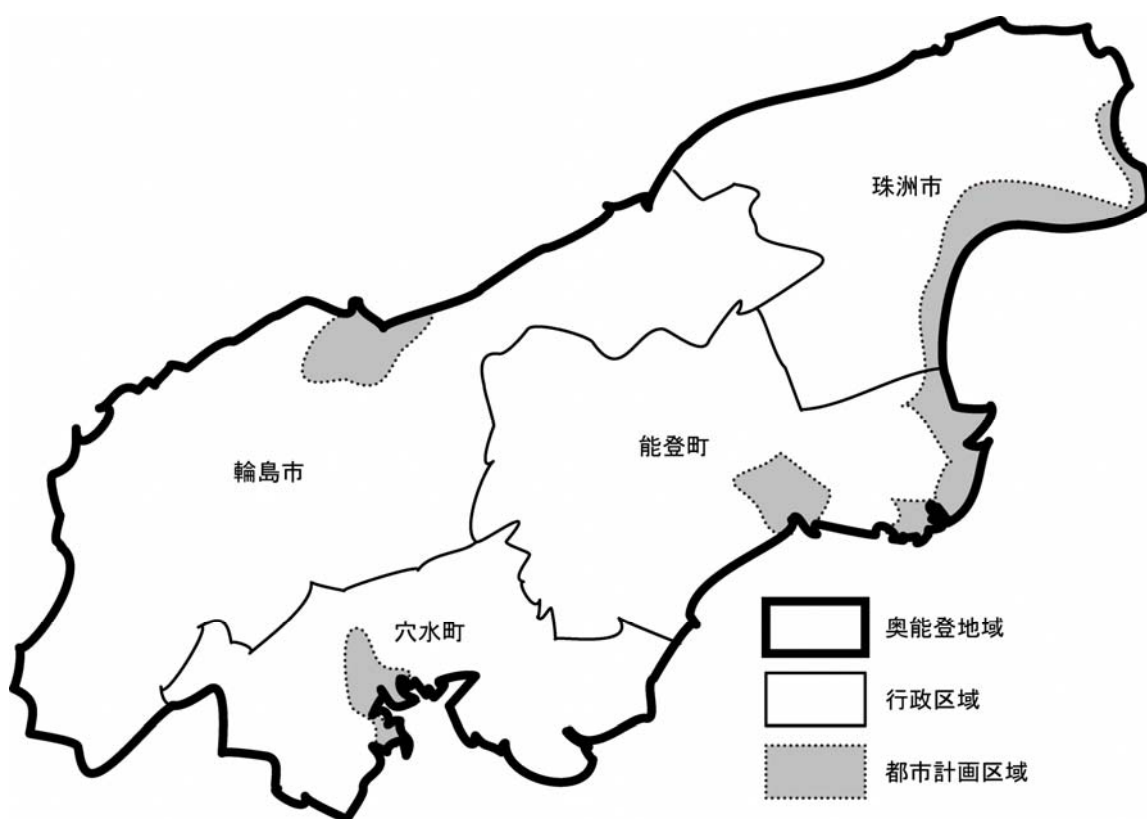 珠洲市
能登町
輪島市
穴水町
奥能登地域
行政区域
都市計画区域